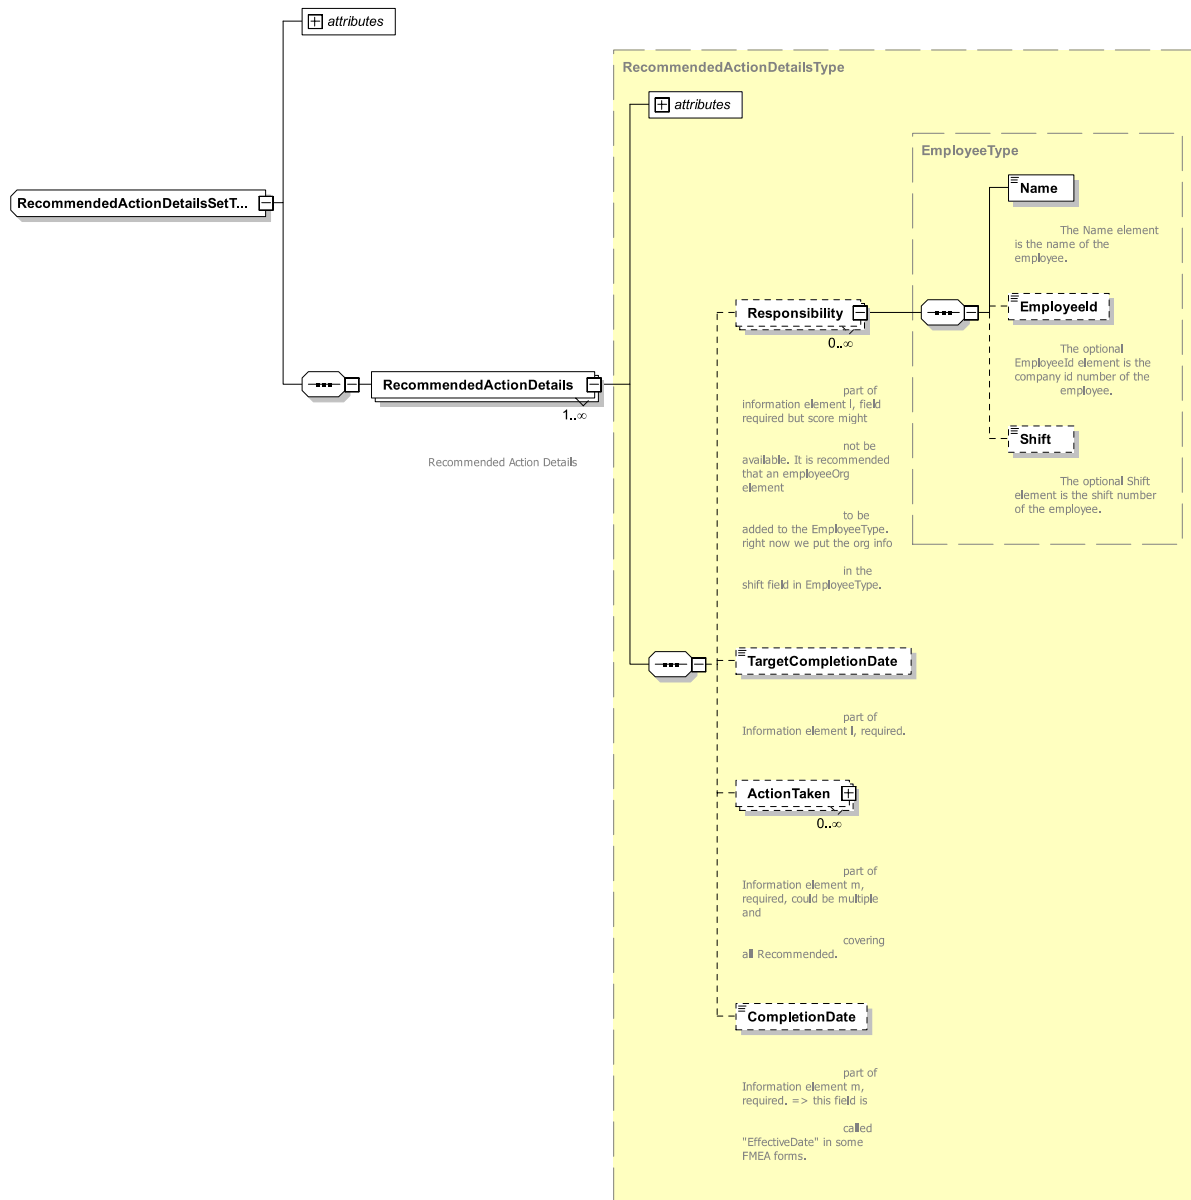 attributes
RecommendedActionDetailsType
attributes
EmployeeType
Name
RecommendedActionDetailsSetT...
The Name element
is the name of the
employee.
EmployeeId
Responsibility
0..∞
The optional
EmployeeId element is the
company id number of the
employee.
RecommendedActionDetails
1..∞
Recommended Action Details
part of
information element l, field
required but score might
not be
available. It is recommended
that an employeeOrg
element
to be
added to the EmployeeType.
right now we put the org info
in the
shift field in EmployeeType.
Shift
The optional Shift
element is the shift number
of the employee.
TargetCompletionDate
part of
Information element l, required.
ActionTaken
0..∞
part of
Information element m,
required, could be multiple
and
covering
all Recommended.
CompletionDate
part of
Information element m,
required. => this field is
called
"EffectiveDate" in some
FMEA forms.